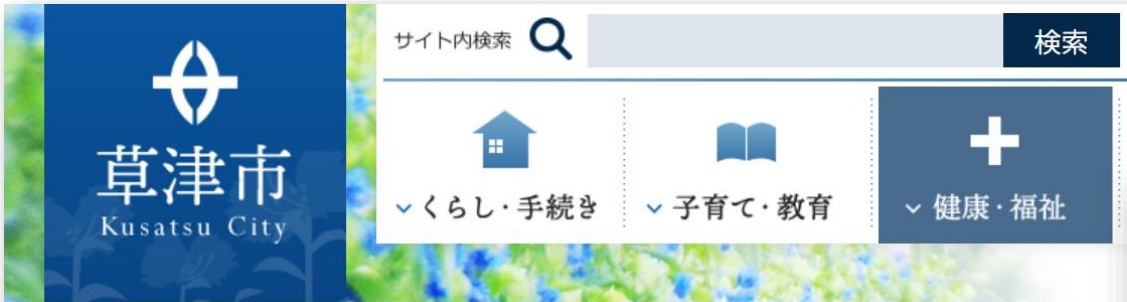 草津市
Kusatsu City
サイト内検索
検索
くらし・手続き
子育て・教育
健康・福祉